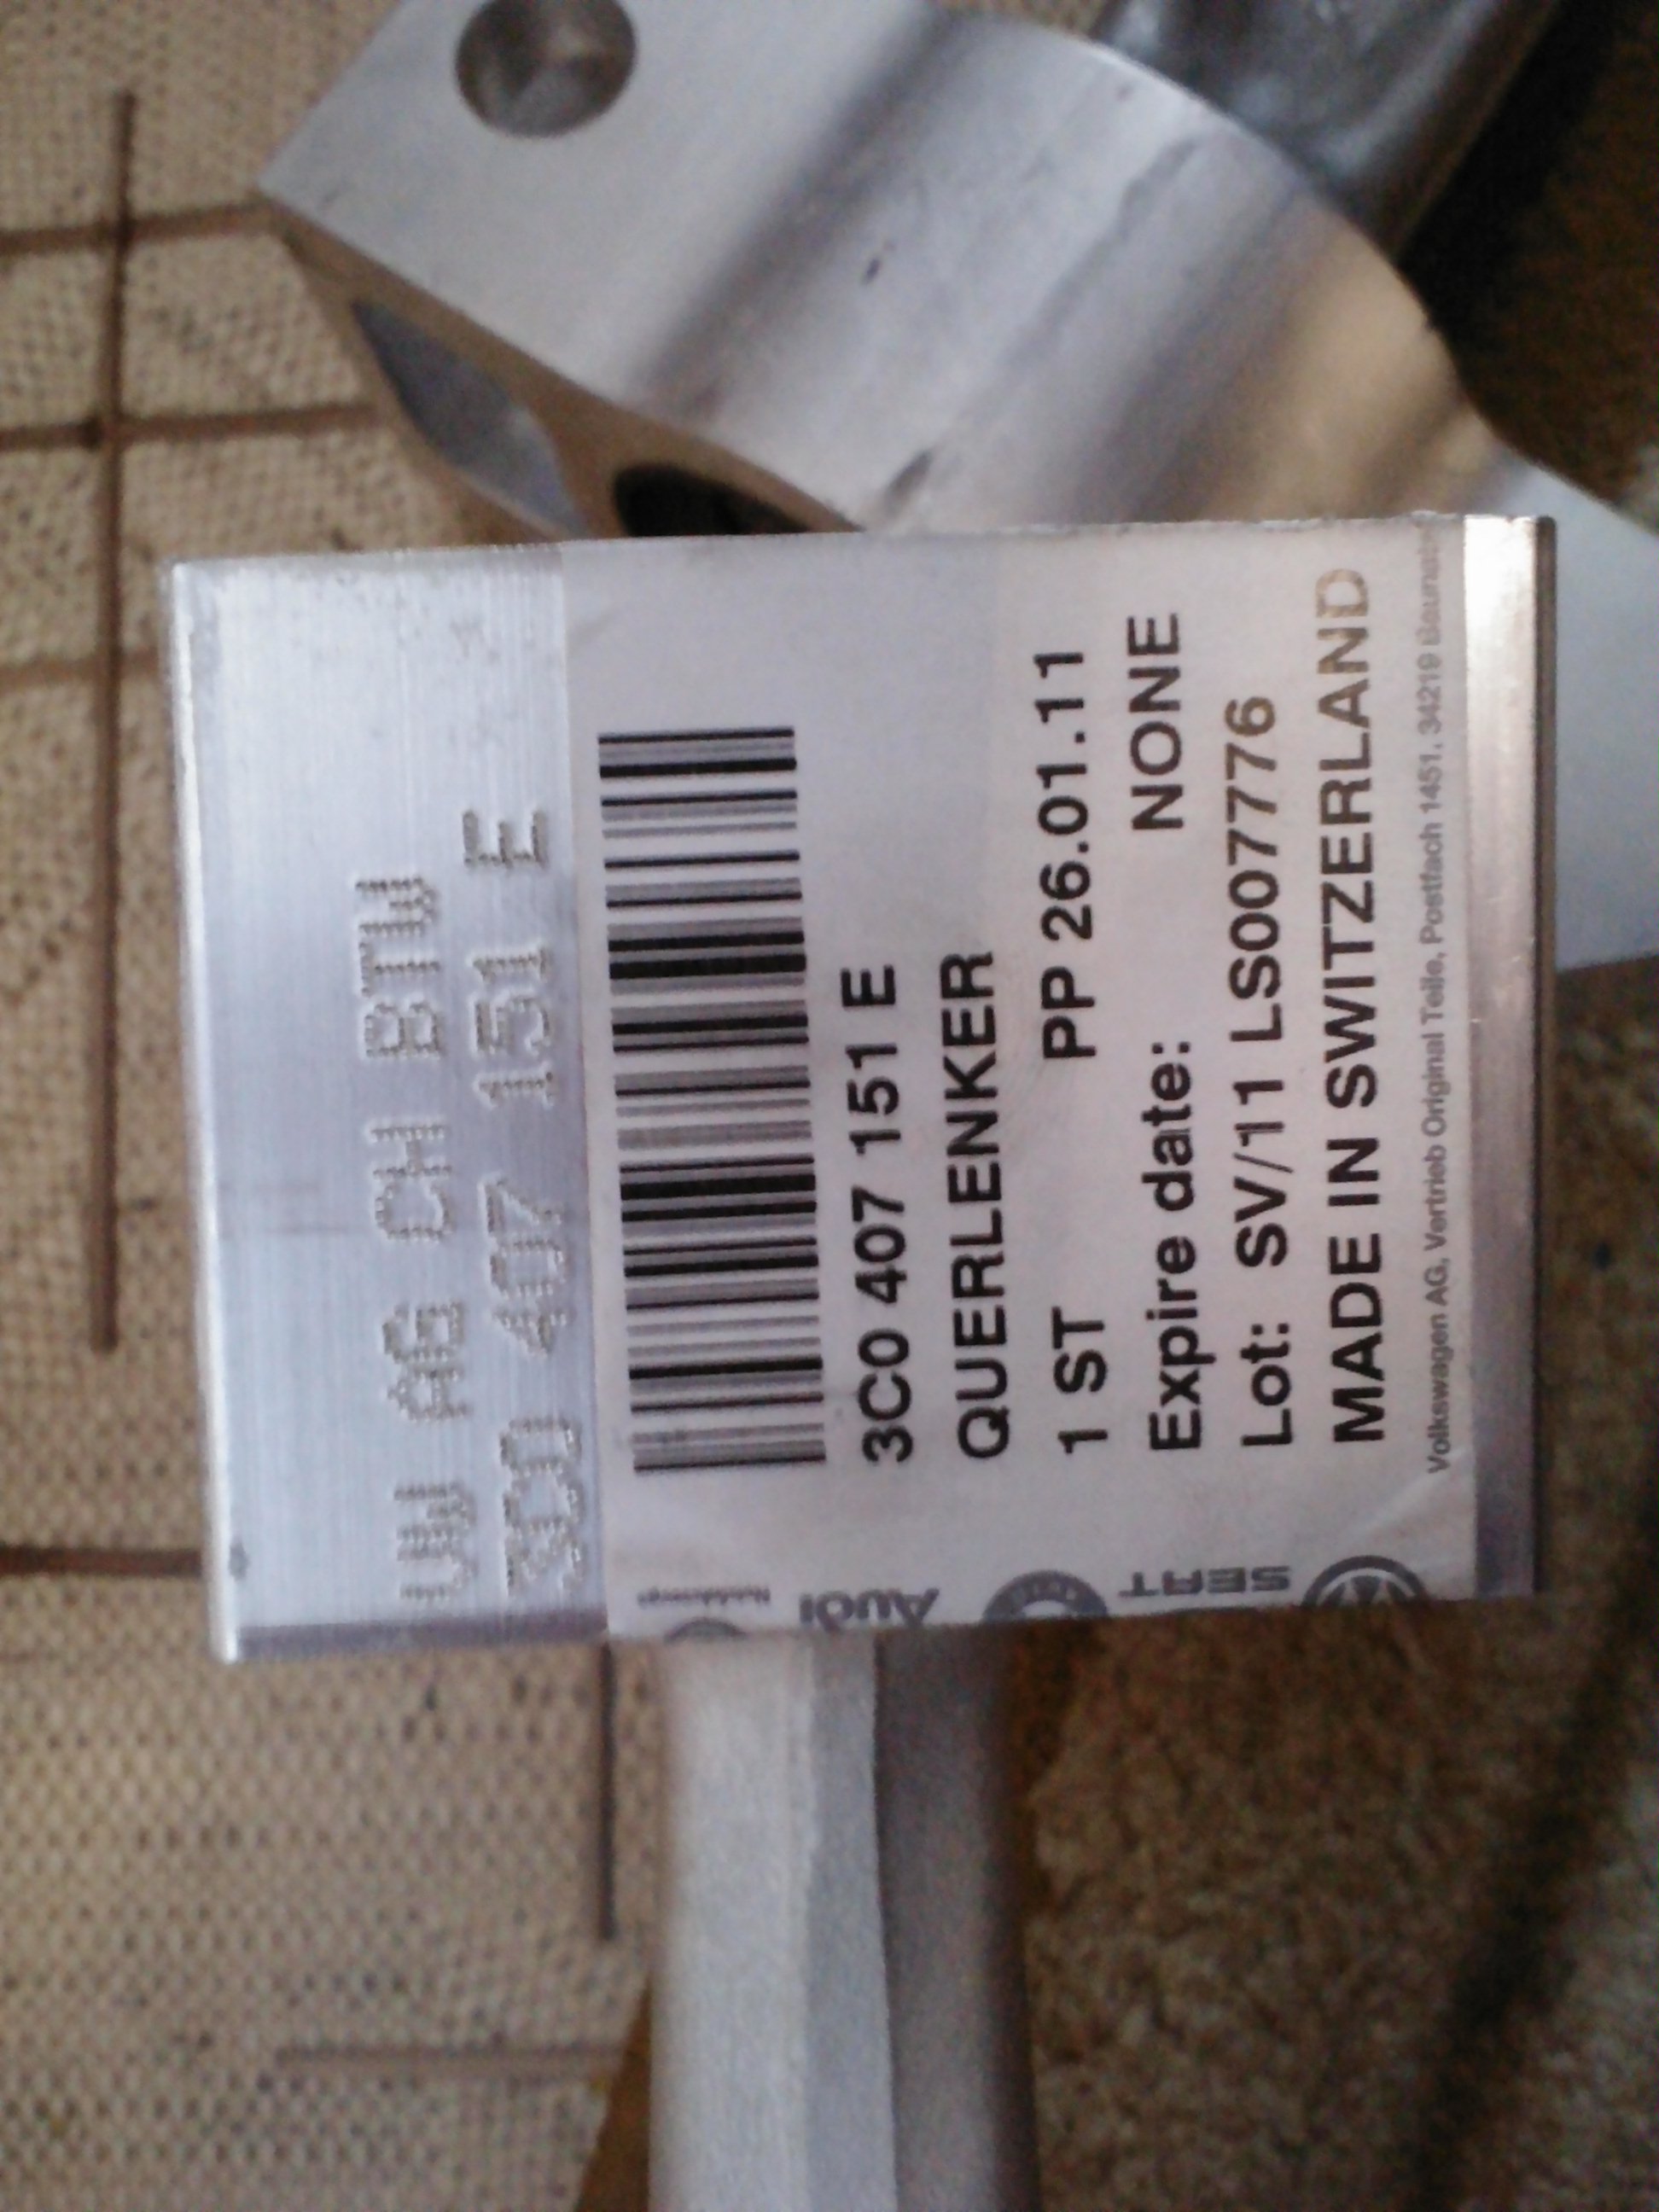 VW AG CH BTW
3C0 407 151 E
3C0 407 151 E
QUERLENKER
1 ST PP 26.01.11
Expire date: NONE
Lot: SV/11 LS007776
MADE IN SWITZERLAND
Volkswagen AG, Vertrieb Original Teile, Postfach 1451, 34219 Baunatal
Audi
SEAT